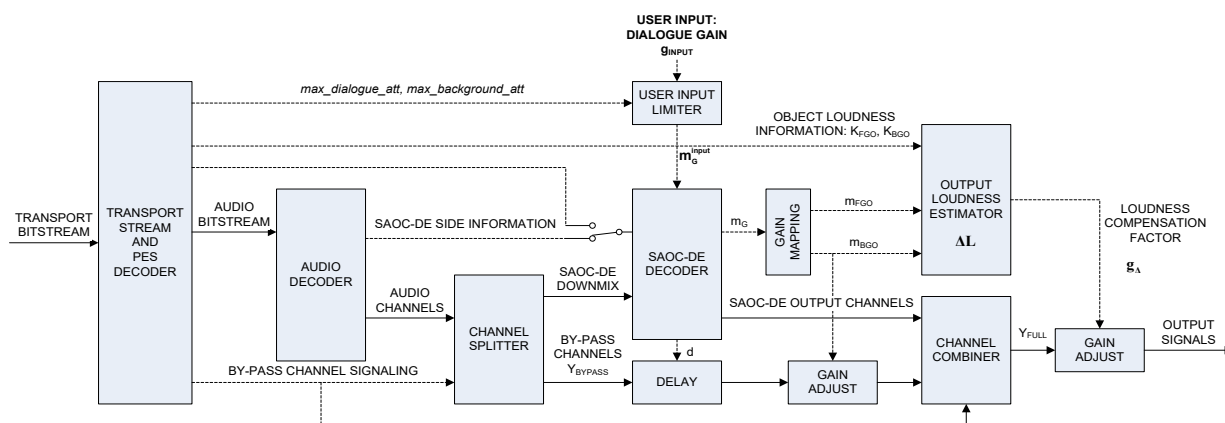 USER INPUT:
DIALOGUE GAIN
gINPUT
max_dialogue_att, max_background_att
USER INPUT
LIMITER
OBJECT LOUDNESS
INFORMATION: KFGO, KBGO
mG input
TRANSPORT
BITSTREAM
TRANSPORT
STREAM
AND
PES
DECODER
AUDIO
BITSTREAM
AUDIO
DECODER
SAOC-DE SIDE INFORMATION
SAOC-DE
DECODER
mG
GAIN
MAPPING
mFGO
mBGO
OUTPUT
LOUDNESS
ESTIMATOR
ΔL
LOUDNESS
COMPENSATION
FACTOR
gΔ
AUDIO
CHANNELS
CHANNEL
SPLITTER
SAOC-DE
DOWNMIX
SAOC-DE OUTPUT CHANNELS
BY-PASS
CHANNELS
YBYPASS
d
DELAY
GAIN
ADJUST
CHANNEL
COMBINER
YFULL
GAIN
ADJUST
OUTPUT
SIGNALS
BY-PASS CHANNEL SIGNALING